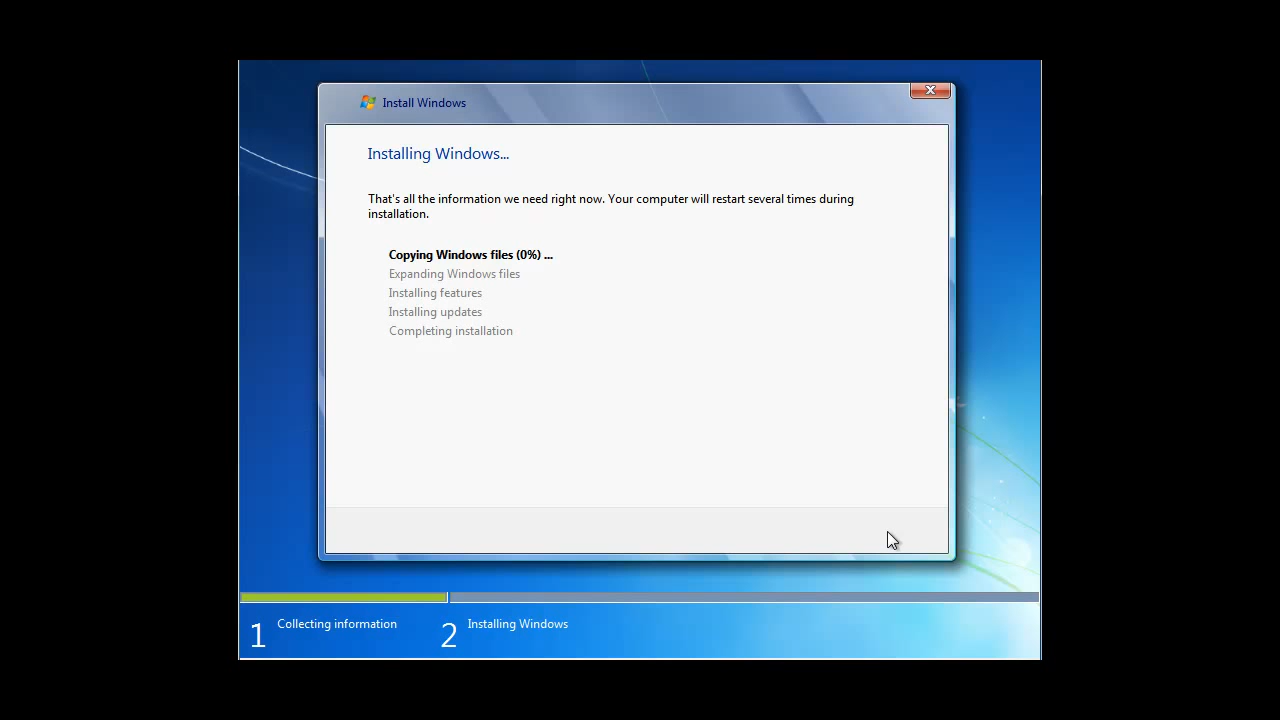 Install Windows
Installing Windows...
That's all the information we need right now. Your computer will restart several times during
installation.
Copying Windows files (0%) ...
Expanding Windows files
Installing features
Installing updates
Completing installation
1 Collecting information 2 Installing Windows